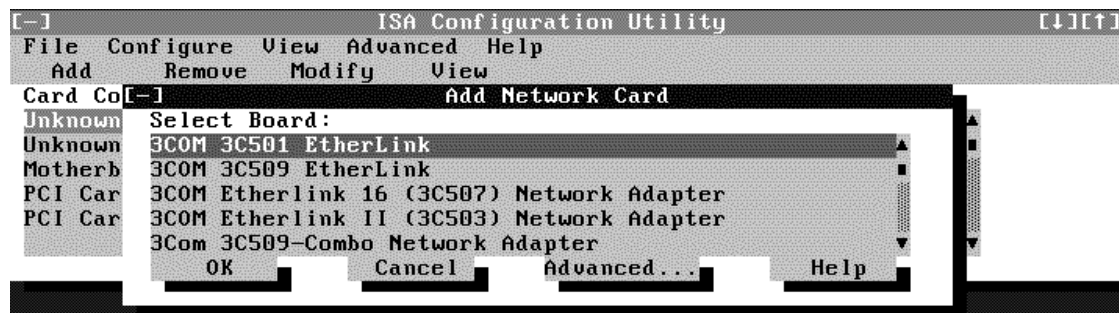 [-] ISA Configuration Utility [↓][↑]
File Configure View Advanced Help
Add Remove Modify View
Card Co[-] Add Network Card
Unknown Select Board:
Unknown 3COM 3C501 EtherLink
Motherb 3COM 3C509 EtherLink
PCI Car 3COM Etherlink 16 (3C507) Network Adapter
PCI Car 3COM Etherlink II (3C503) Network Adapter
3Com 3C509-Combo Network Adapter
OK Cancel Advanced... Help